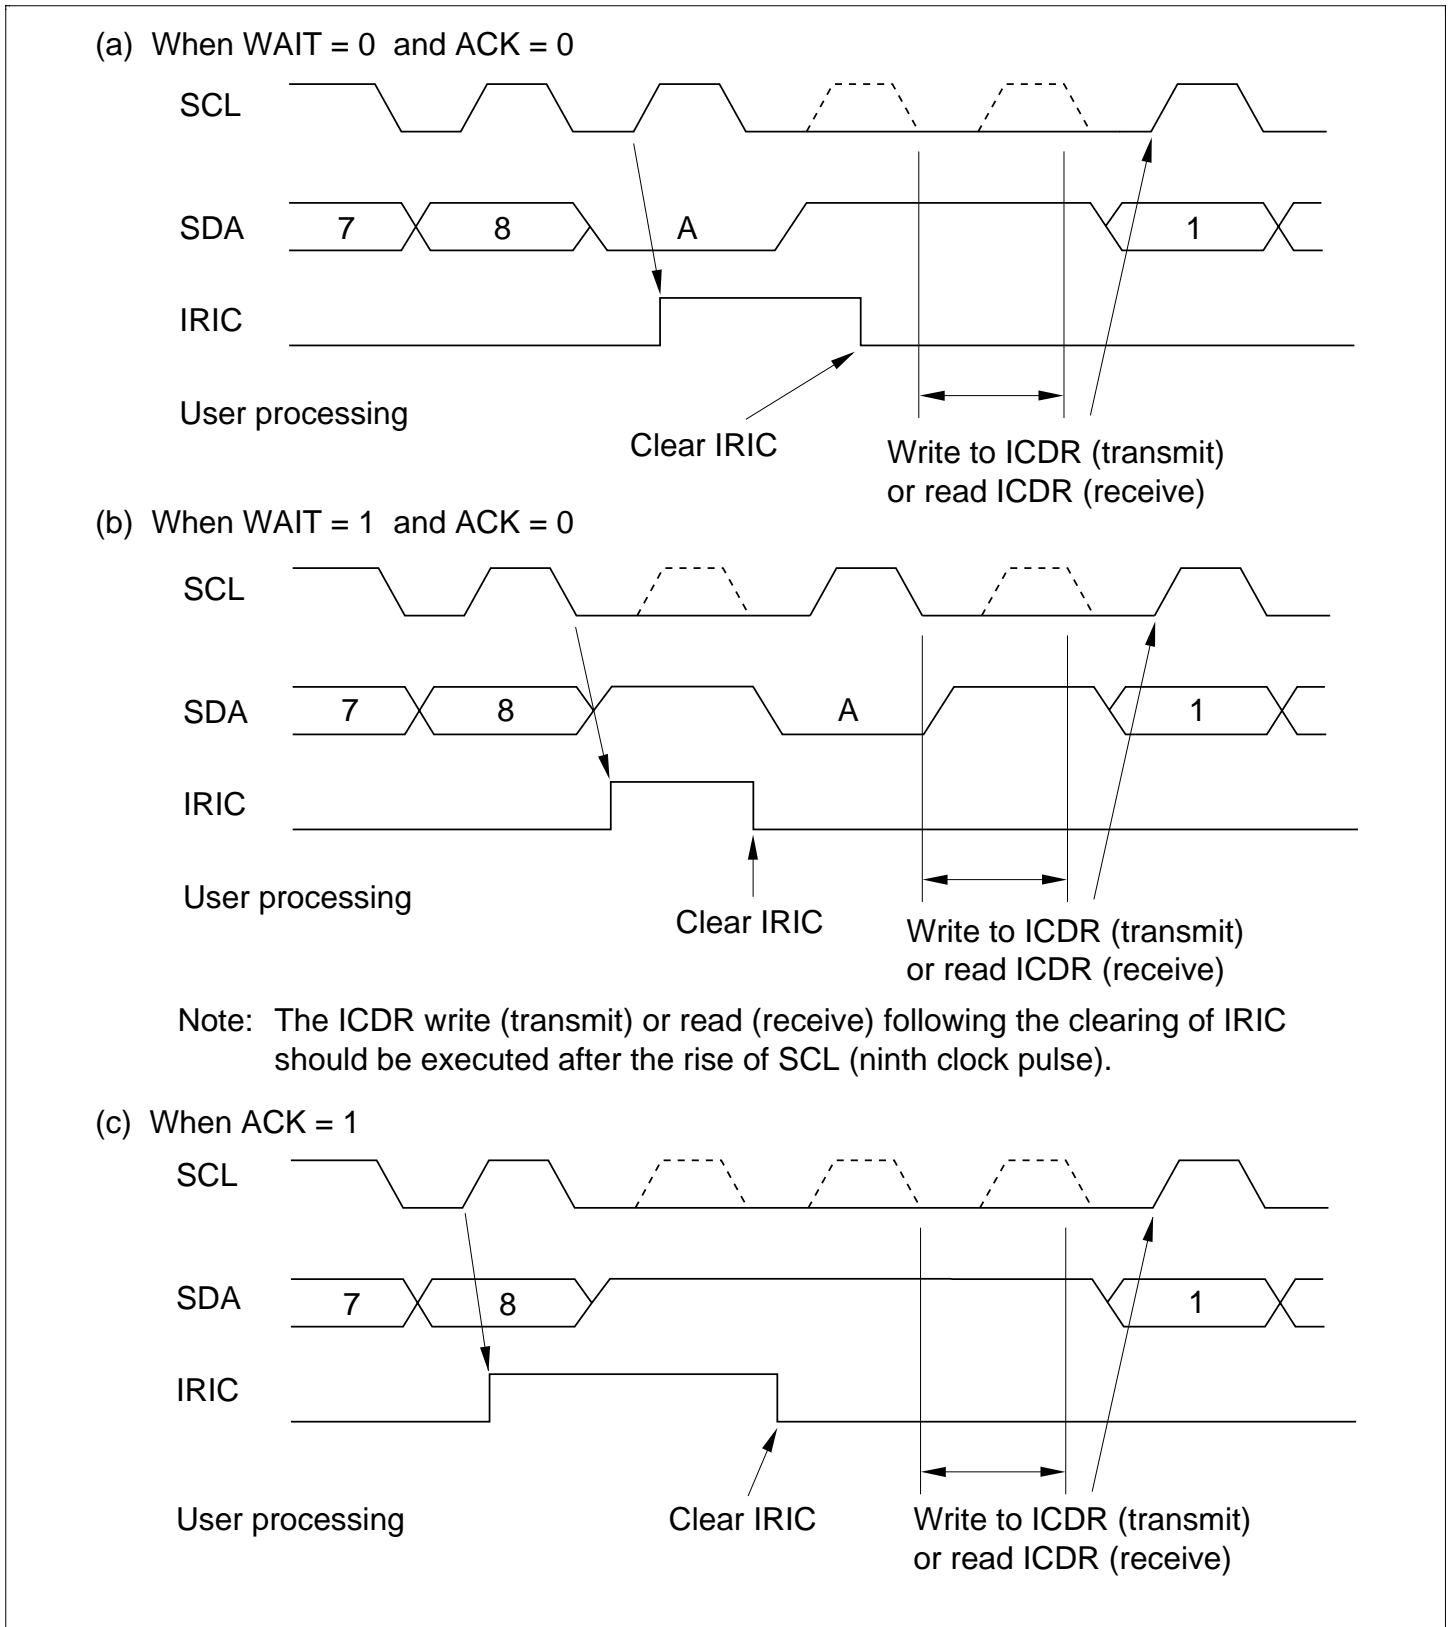 (a) When WAIT = 0 and ACK = 0
SCL
SDA 7 8 A 1
IRIC
User processing
Clear IRIC
Write to ICDR (transmit)
or read ICDR (receive)
(b) When WAIT = 1 and ACK = 0
SCL
SDA 7 8 A 1
IRIC
User processing
Clear IRIC
Write to ICDR (transmit)
or read ICDR (receive)
Note: The ICDR write (transmit) or read (receive) following the clearing of IRIC
should be executed after the rise of SCL (ninth clock pulse).
(c) When ACK = 1
SCL
SDA 7 8 1
IRIC
User processing Clear IRIC Write to ICDR (transmit)
or read ICDR (receive)